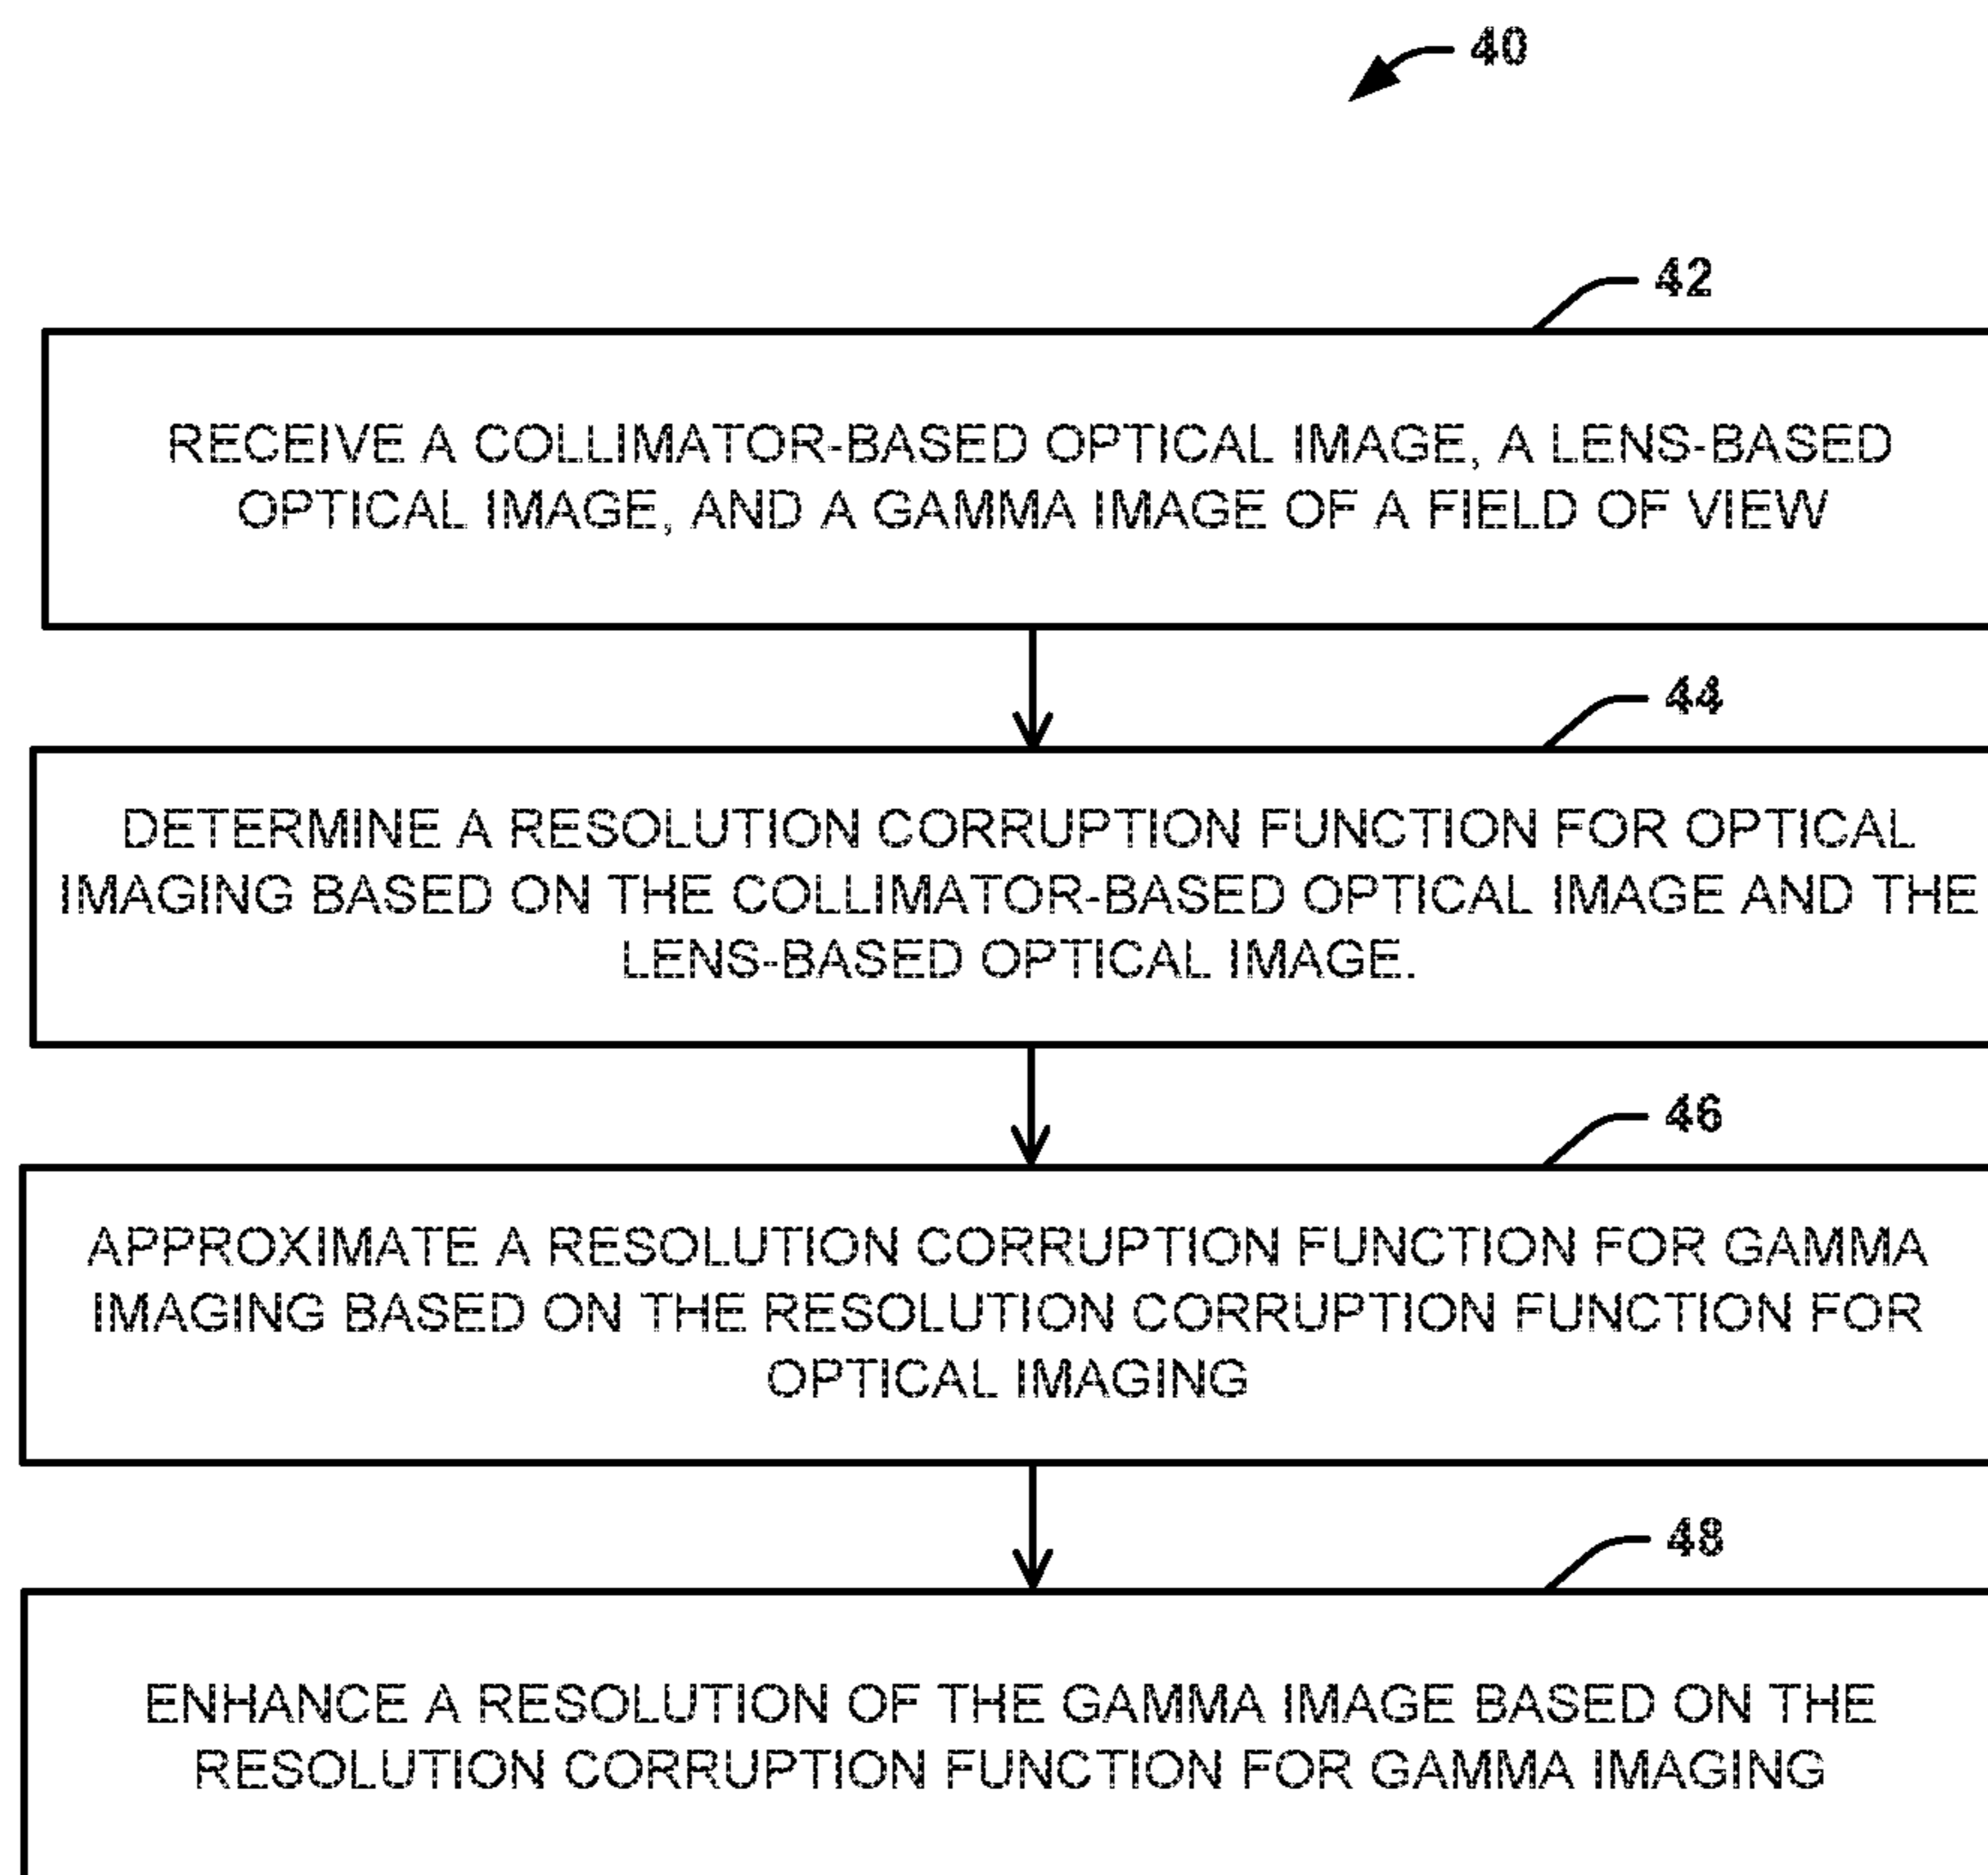 40
42
RECEIVE A COLLIMATOR-BASED OPTICAL IMAGE, A LENS-BASED
OPTICAL IMAGE, AND A GAMMA IMAGE OF A FIELD OF VIEW
44
DETERMINE A RESOLUTION CORRUPTION FUNCTION FOR OPTICAL
IMAGING BASED ON THE COLLIMATOR-BASED OPTICAL IMAGE AND THE
LENS-BASED OPTICAL IMAGE.
46
APPROXIMATE A RESOLUTION CORRUPTION FUNCTION FOR GAMMA
IMAGING BASED ON THE RESOLUTION CORRUPTION FUNCTION FOR
OPTICAL IMAGING
48
ENHANCE A RESOLUTION OF THE GAMMA IMAGE BASED ON THE
RESOLUTION CORRUPTION FUNCTION FOR GAMMA IMAGING